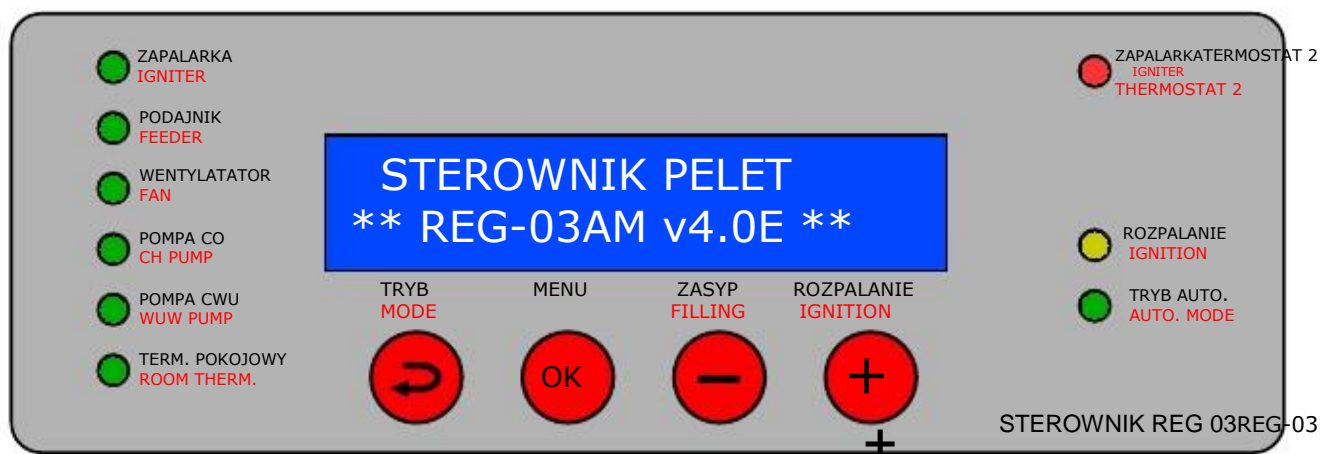 ZAPALARKA
IGNITER
PODAJNIK
FEEDER
WENTYLATATOR
FAN
POMPA CO
CH PUMP
POMPA CWU
WUW PUMP
TERM. POKOJOWY
ROOM THERM.
STEROWNIK PELET
** REG-03AM v4.0E **
TRYB
MODE
MENU
ZASYP
FILLING
ROZPALANIE
IGNITION
OK
−
+
+
ZAPALARKATERMOSTAT 2
IGNITER
THERMOSTAT 2
ROZPALANIE
IGNITION
TRYB AUTO.
AUTO. MODE
STEROWNIK REG 03REG-03